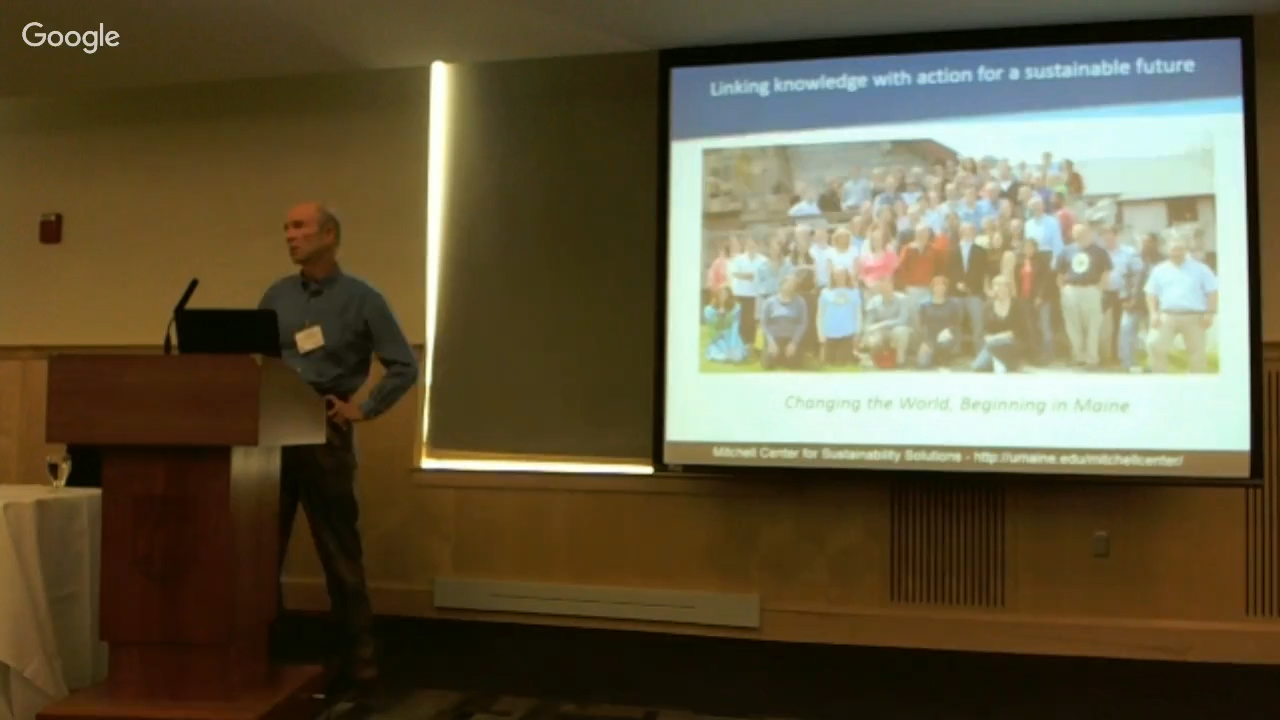 Google
Linking knowledge with action for a sustainable future
Changing the World, Beginning in Maine
Mitchell Center for Sustainability Solutions - http://umaine.edu/mitchellcenter/